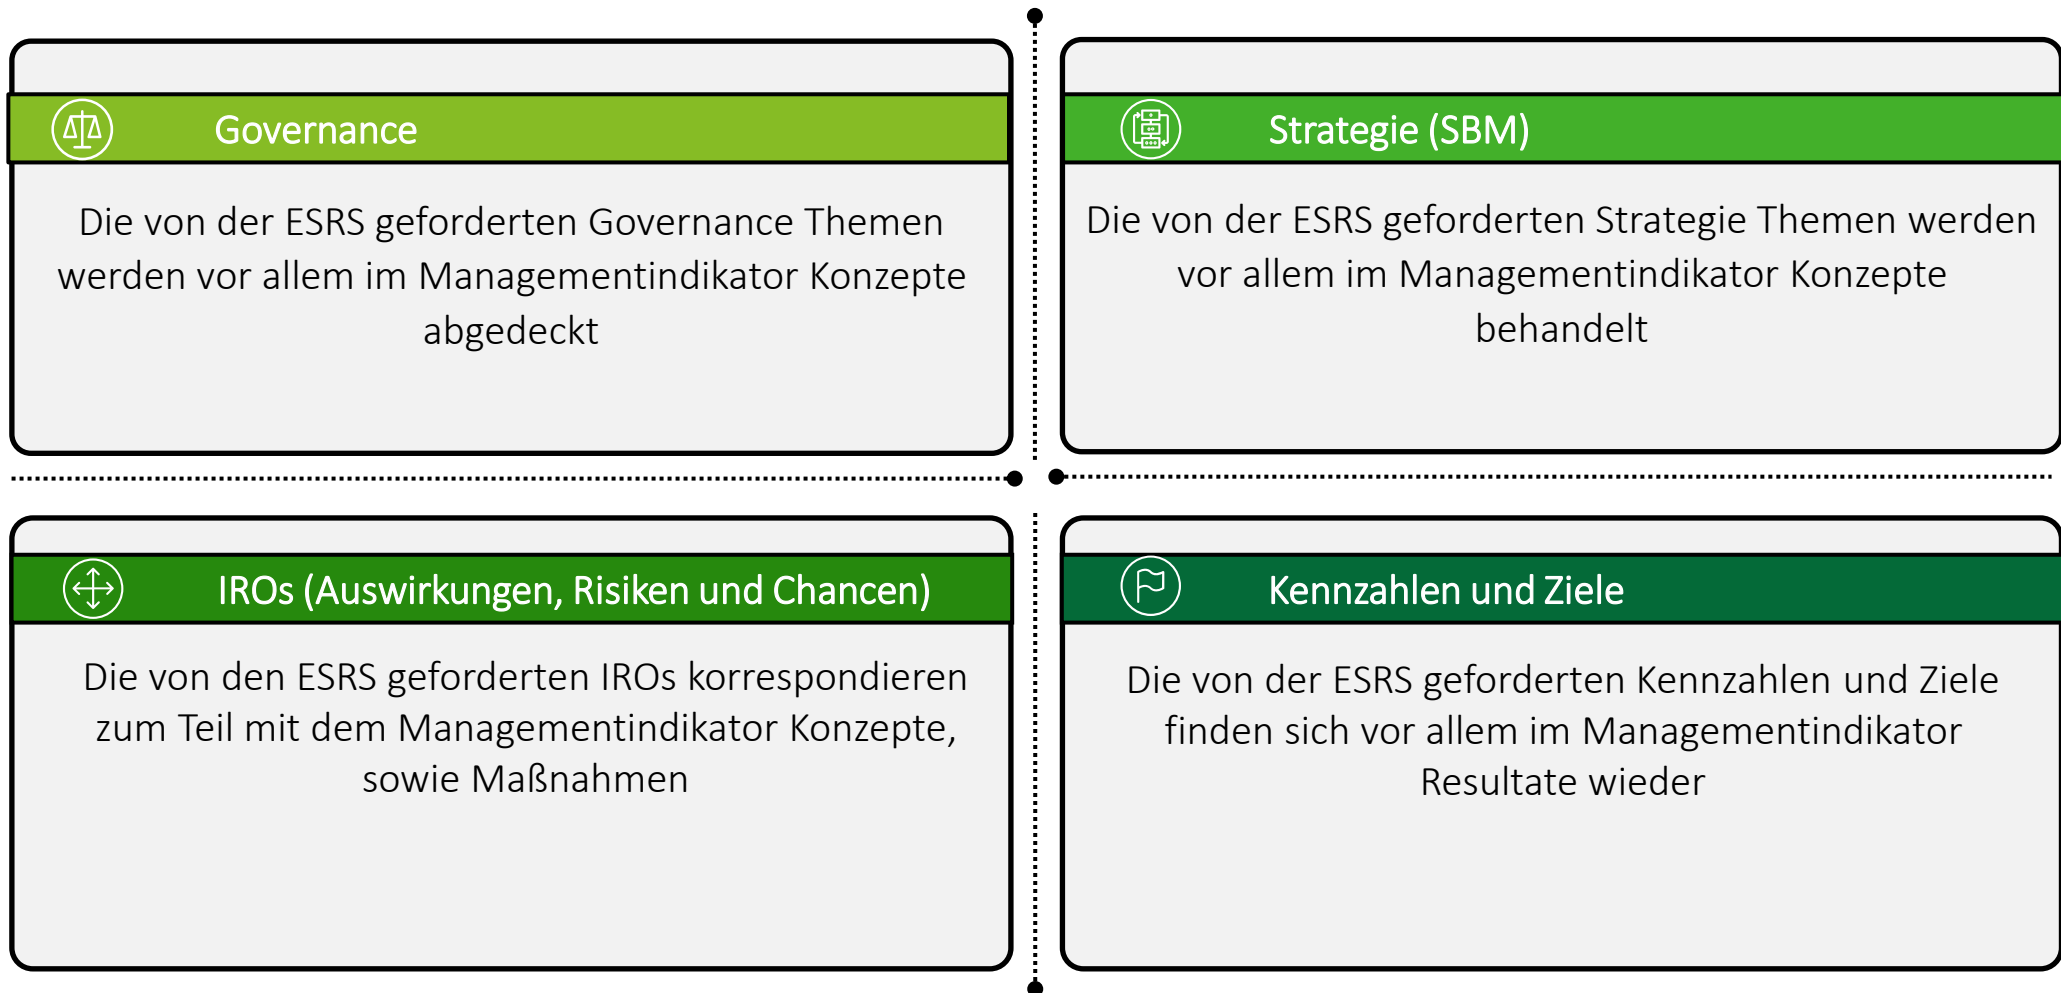 Governance
Die von der ESRS geforderten Governance Themen
werden vor allem im Managementindikator Konzepte
abgedeckt
Strategie (SBM)
Die von der ESRS geforderten Strategie Themen werden
vor allem im Managementindikator Konzepte
behandelt
IROs (Auswirkungen, Risiken und Chancen)
Die von den ESRS geforderten IROs korrespondieren
zum Teil mit dem Managementindikator Konzepte,
sowie Maßnahmen
Kennzahlen und Ziele
Die von der ESRS geforderten Kennzahlen und Ziele
finden sich vor allem im Managementindikator
Resultate wieder